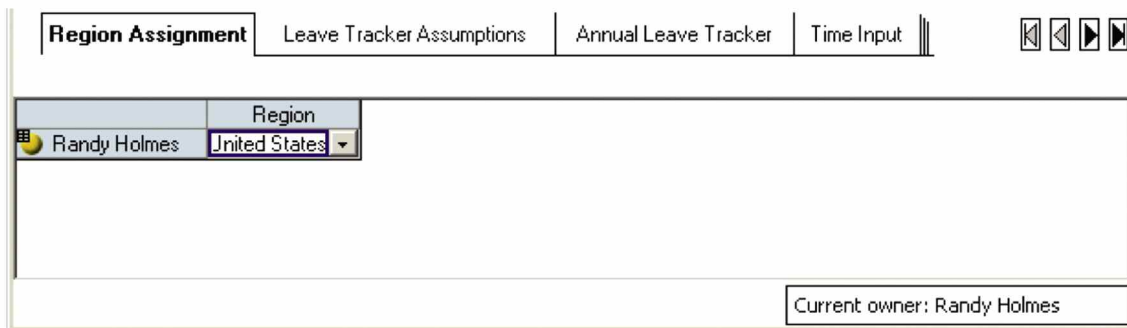 Region Assignment Leave Tracker Assumptions Annual Leave Tracker Time Input
Region
Randy Holmes United States
Current owner: Randy Holmes